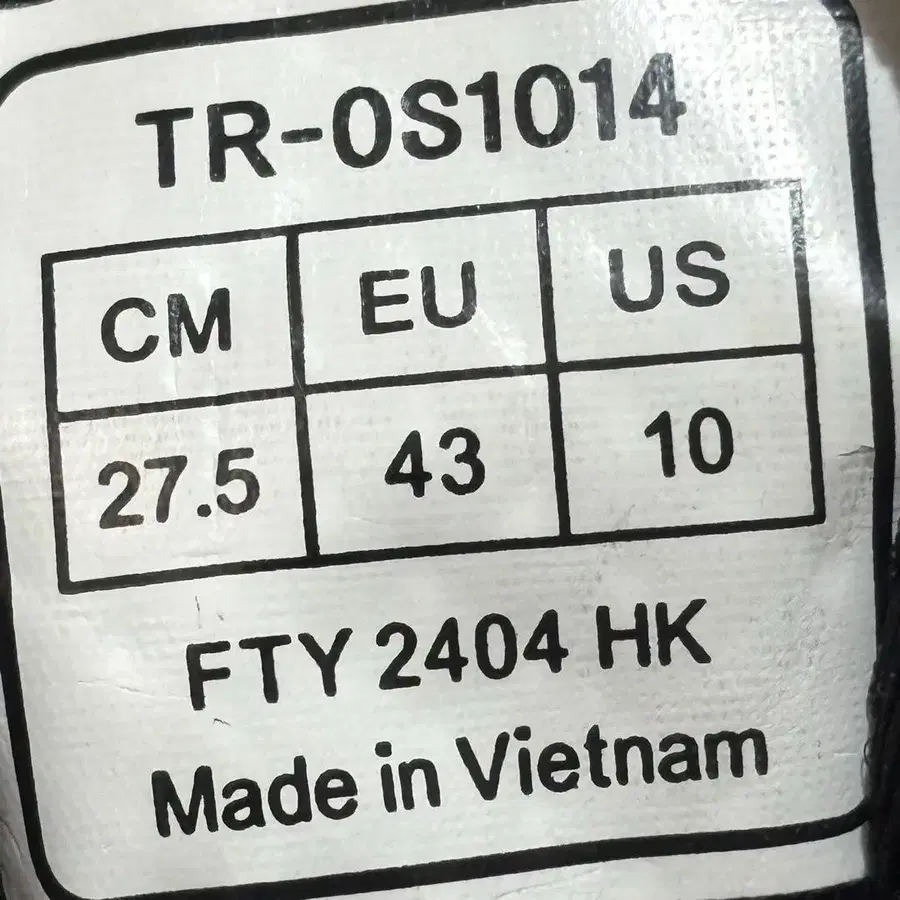 TR-0S1014
CM EU US
27.5 43 10
FTY 2404 HK
Made in Vietnam